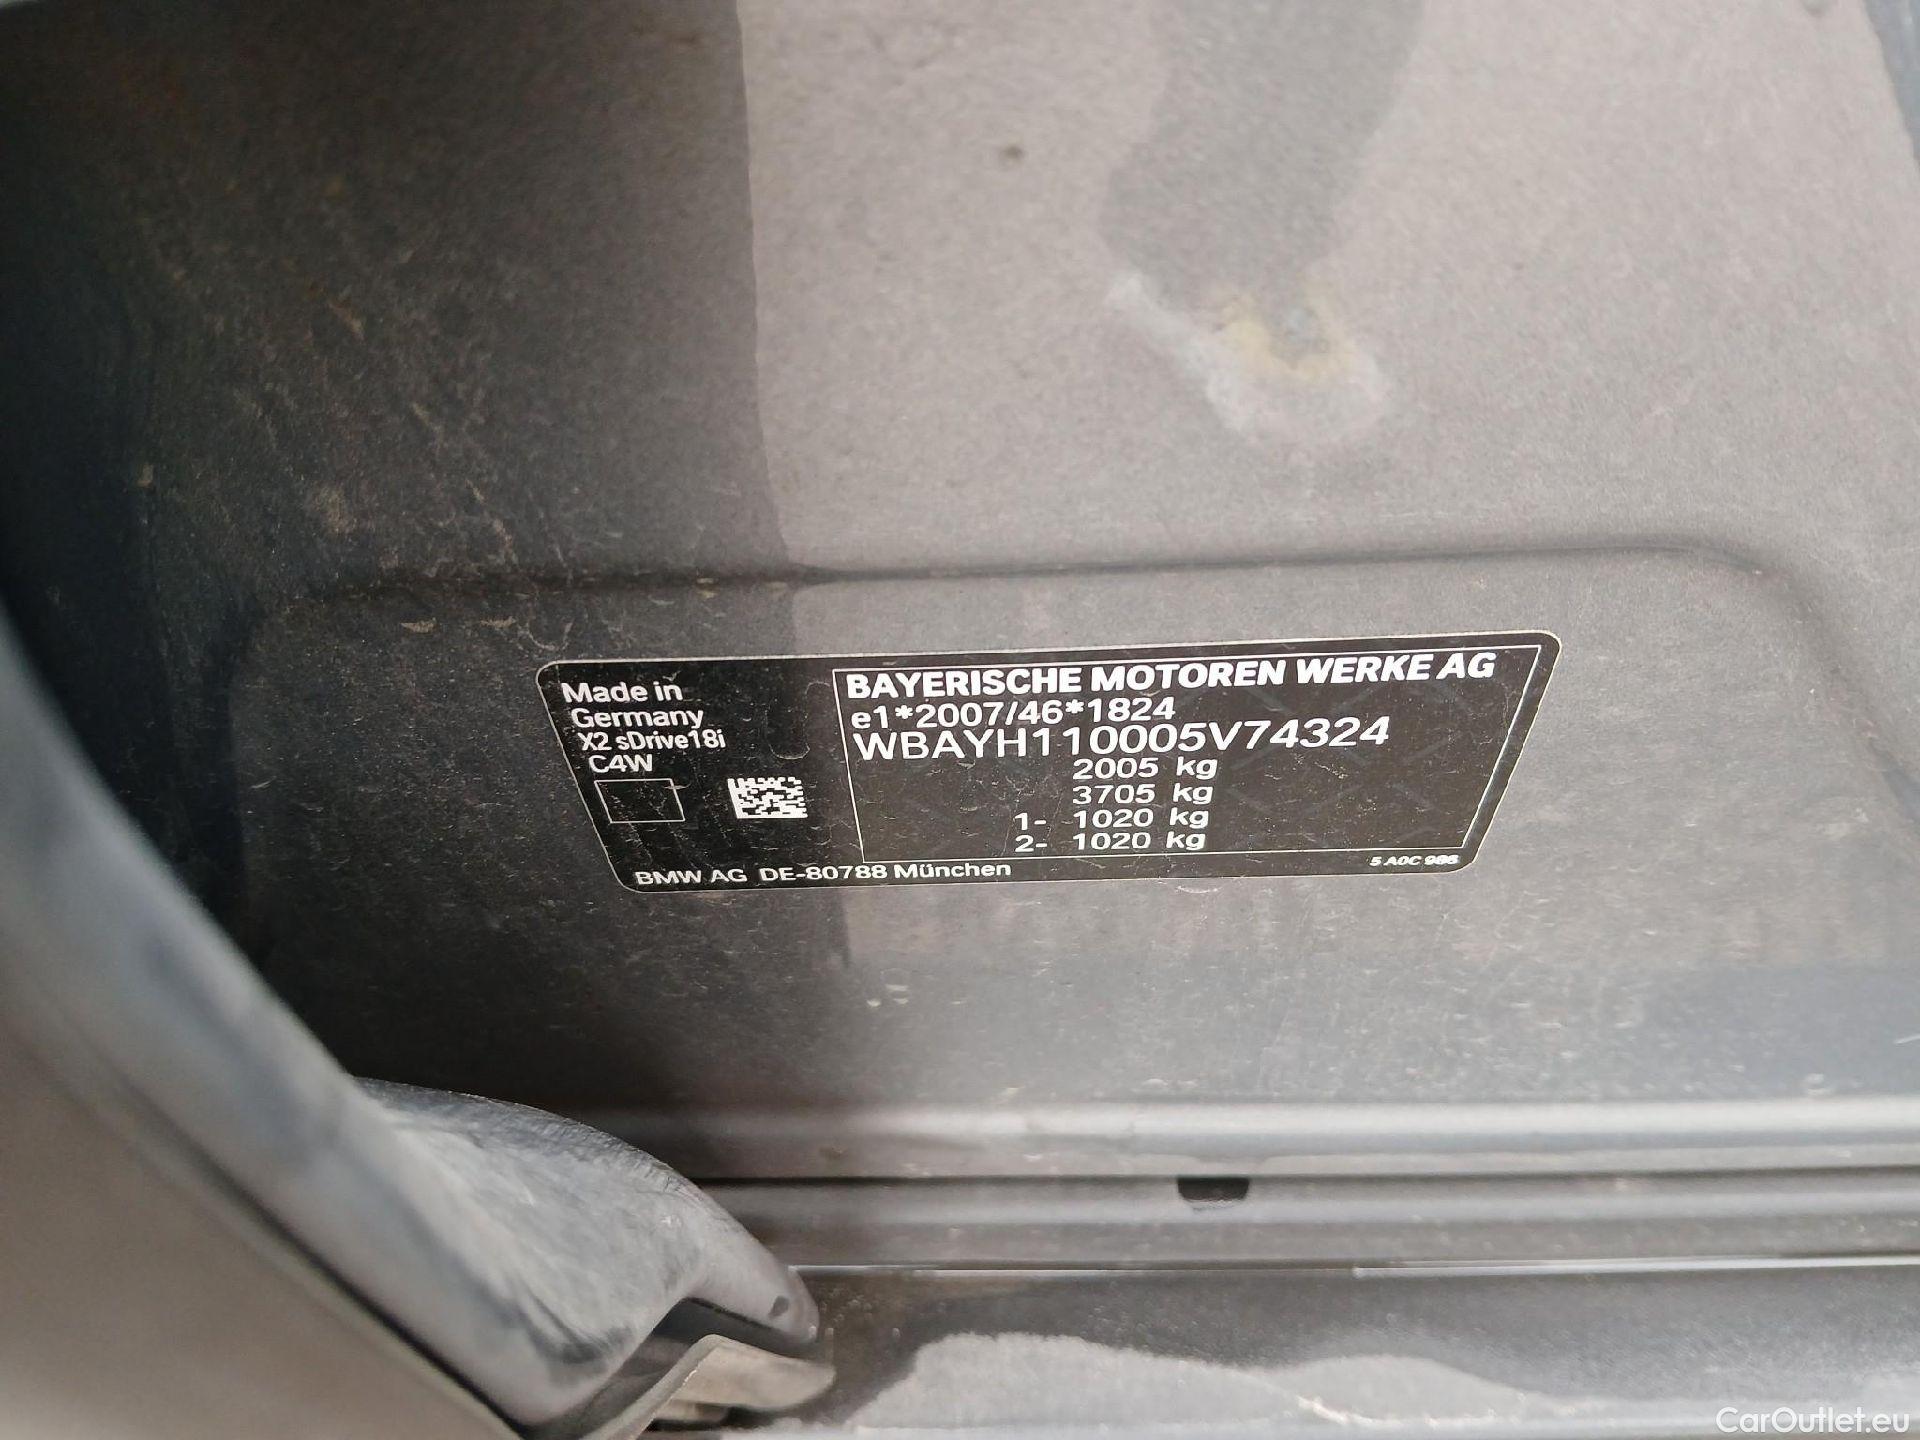 Made in
Germany
X2 sDrive18i
C4W
BAYERISCHE MOTOREN WERKE AG
e1*2007/46*1824
WBAYH110005V74324
2005 kg
3705 kg
1- 1020 kg
2- 1020 kg
BMW AG DE-80788 München
5 A0C 986
CarOutlet.eu